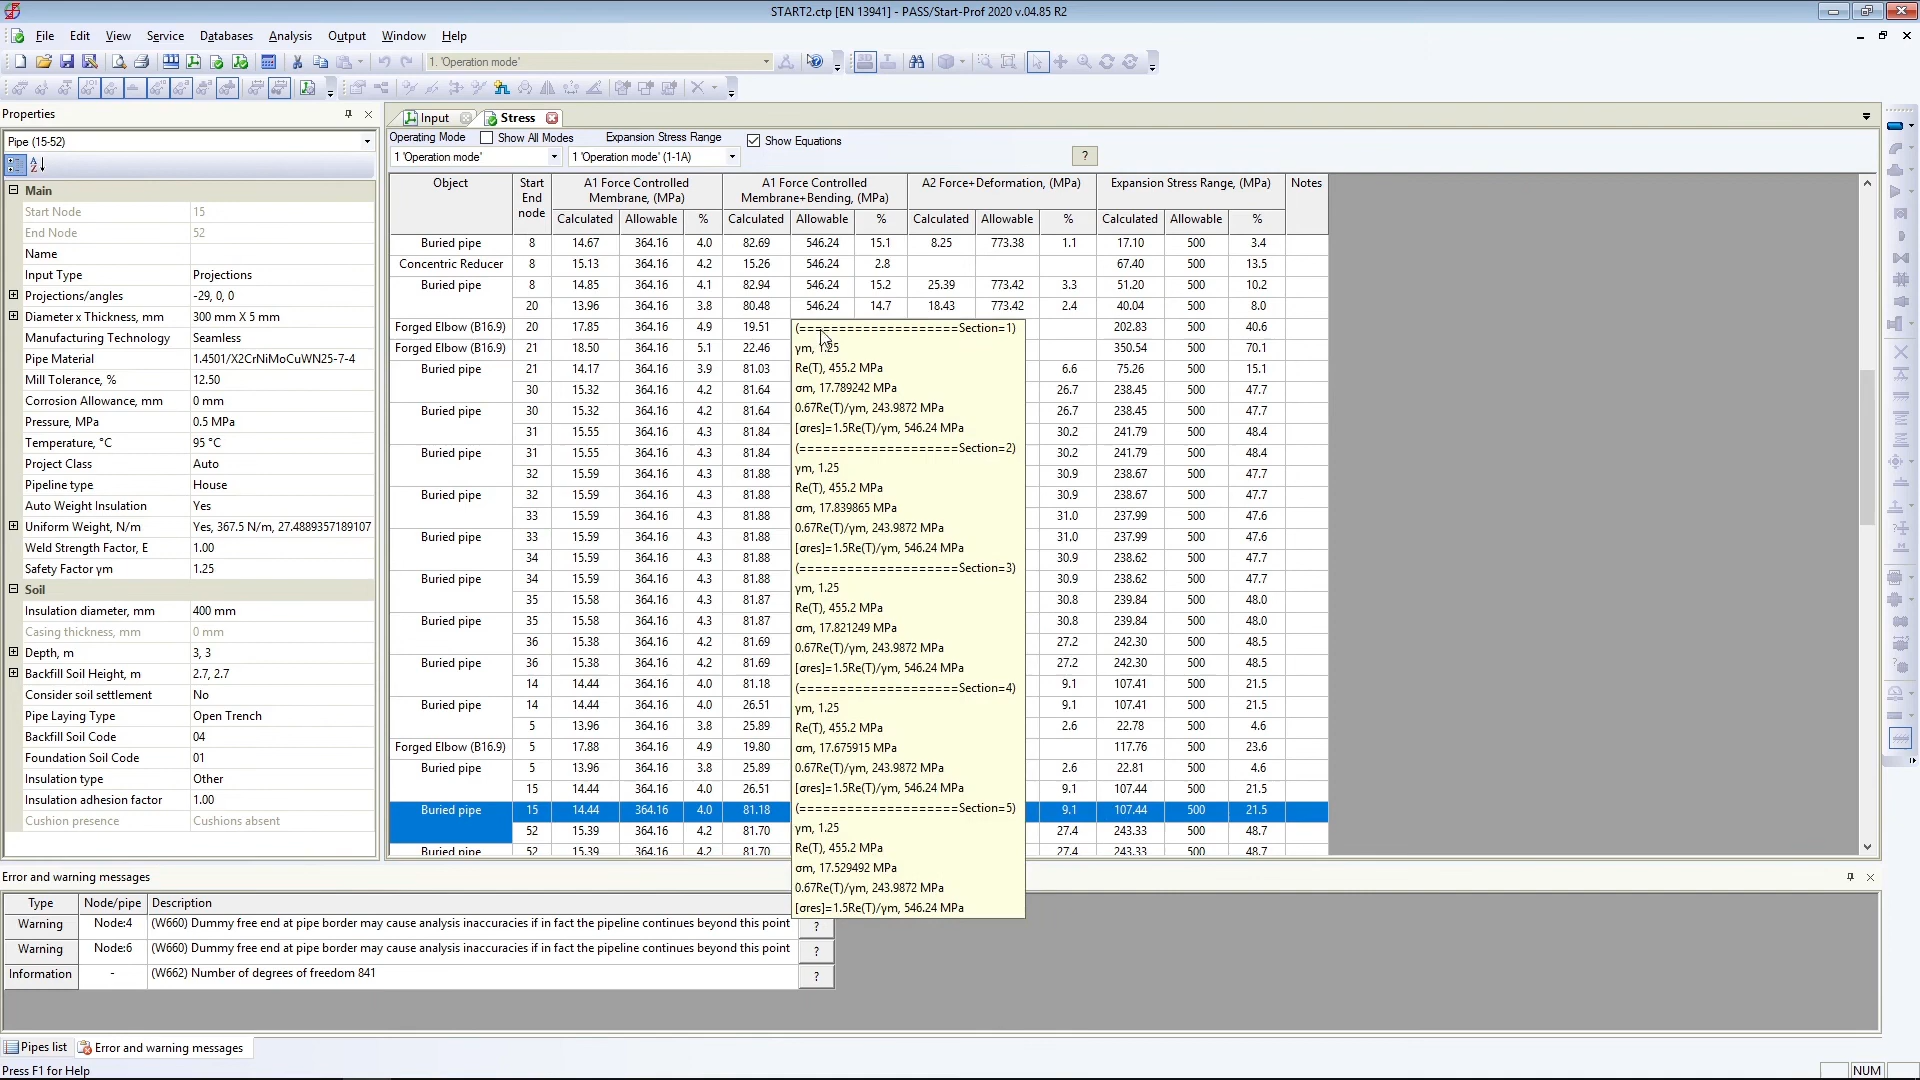 START2.ctp [EN 13941] - PASS/Start-Prof 2020 v.04.85 R2
File Edit View Service Databases Analysis Output Window Help
1. 'Operation mode'
Properties
Pipe (15-52)
Main
Start Node 15
End Node 52
Name
Input Type Projections
Projections/angles -29, 0, 0
Diameter x Thickness, mm 300 mm X 5 mm
Manufacturing Technology Seamless
Pipe Material 1.4501/X2CrNiMoCuWN25-7-4
Mill Tolerance, % 12.50
Corrosion Allowance, mm 0 mm
Pressure, MPa 0.5 MPa
Temperature, °C 95 °C
Project Class Auto
Pipeline type House
Auto Weight Insulation Yes
Uniform Weight, N/m Yes, 367.5 N/m, 27.4889357189107
Weld Strength Factor, E 1.00
Safety Factor γm 1.25
Soil
Insulation diameter, mm 400 mm
Casing thickness, mm 0 mm
Depth, m 3, 3
Backfill Soil Height, m 2.7, 2.7
Consider soil settlement No
Pipe Laying Type Open Trench
Backfill Soil Code 04
Foundation Soil Code 01
Insulation type Other
Insulation adhesion factor 1.00
Cushion presence Cushions absent
Input Stress
Operating Mode Show All Modes Expansion Stress Range Show Equations
1 'Operation mode' 1 'Operation mode' (1-1A) ?
Object Start End node A1 Force Controlled Membrane, (MPa) A1 Force Controlled Membrane+Bending, (MPa) A2 Force+Deformation, (MPa) Expansion Stress Range, (MPa) Notes
Calculated Allowable % Calculated Allowable % Calculated Allowable % Calculated Allowable %
Buried pipe 8 14.67 364.16 4.0 82.69 546.24 15.1 8.25 773.38 1.1 17.10 500 3.4
Concentric Reducer 8 15.13 364.16 4.2 15.26 546.24 2.8 67.40 500 13.5
Buried pipe 8 14.85 364.16 4.1 82.94 546.24 15.2 25.39 773.42 3.3 51.20 500 10.2
20 13.96 364.16 3.8 80.48 546.24 14.7 18.43 773.42 2.4 40.04 500 8.0
Forged Elbow (B16.9) 20 17.85 364.16 4.9 19.51 202.83 500 40.6
Forged Elbow (B16.9) 21 18.50 364.16 5.1 22.46 350.54 500 70.1
Buried pipe 21 14.17 364.16 3.9 81.03 6.6 75.26 500 15.1
30 15.32 364.16 4.2 81.64 26.7 238.45 500 47.7
Buried pipe 30 15.32 364.16 4.2 81.64 26.7 238.45 500 47.7
31 15.55 364.16 4.3 81.84 30.2 241.79 500 48.4
Buried pipe 31 15.55 364.16 4.3 81.84 30.2 241.79 500 48.4
32 15.59 364.16 4.3 81.88 30.9 238.67 500 47.7
Buried pipe 32 15.59 364.16 4.3 81.88 30.9 238.67 500 47.7
33 15.59 364.16 4.3 81.88 31.0 237.99 500 47.6
Buried pipe 33 15.59 364.16 4.3 81.88 31.0 237.99 500 47.6
34 15.59 364.16 4.3 81.88 30.9 238.62 500 47.7
Buried pipe 34 15.59 364.16 4.3 81.88 30.9 238.62 500 47.7
35 15.58 364.16 4.3 81.87 30.8 239.84 500 48.0
Buried pipe 35 15.58 364.16 4.3 81.87 30.8 239.84 500 48.0
36 15.38 364.16 4.2 81.69 27.2 242.30 500 48.5
Buried pipe 36 15.38 364.16 4.2 81.69 27.2 242.30 500 48.5
14 14.44 364.16 4.0 81.18 9.1 107.41 500 21.5
Buried pipe 14 14.44 364.16 4.0 26.51 9.1 107.41 500 21.5
5 13.96 364.16 3.8 25.89 2.6 22.78 500 4.6
Forged Elbow (B16.9) 5 17.88 364.16 4.9 19.80 117.76 500 23.6
Buried pipe 5 13.96 364.16 3.8 25.89 2.6 22.81 500 4.6
15 14.44 364.16 4.0 26.51 9.1 107.44 500 21.5
Buried pipe 15 14.44 364.16 4.0 81.18 9.1 107.44 500 21.5
52 15.39 364.16 4.2 81.70 27.4 243.33 500 48.7
Buried pipe 52 15.39 364.16 4.2 81.70 27.4 243.33 500 48.7
(====================Section=1)
γm, 1.25
Re(T), 455.2 MPa
σm, 17.789242 MPa
0.67Re(T)/γm, 243.9872 MPa
[σres]=1.5Re(T)/γm, 546.24 MPa
(====================Section=2)
γm, 1.25
Re(T), 455.2 MPa
σm, 17.839865 MPa
0.67Re(T)/γm, 243.9872 MPa
[σres]=1.5Re(T)/γm, 546.24 MPa
(====================Section=3)
γm, 1.25
Re(T), 455.2 MPa
σm, 17.821249 MPa
0.67Re(T)/γm, 243.9872 MPa
[σres]=1.5Re(T)/γm, 546.24 MPa
(====================Section=4)
γm, 1.25
Re(T), 455.2 MPa
σm, 17.675915 MPa
0.67Re(T)/γm, 243.9872 MPa
[σres]=1.5Re(T)/γm, 546.24 MPa
(====================Section=5)
γm, 1.25
Re(T), 455.2 MPa
σm, 17.529492 MPa
0.67Re(T)/γm, 243.9872 MPa
[σres]=1.5Re(T)/γm, 546.24 MPa
Error and warning messages
Type Node/pipe Description
Warning Node:4 (W660) Dummy free end at pipe border may cause analysis inaccuracies if in fact the pipeline continues beyond this point ?
Warning Node:6 (W660) Dummy free end at pipe border may cause analysis inaccuracies if in fact the pipeline continues beyond this point ?
Information - (W662) Number of degrees of freedom 841 ?
Pipes list Error and warning messages
Press F1 for Help NUM